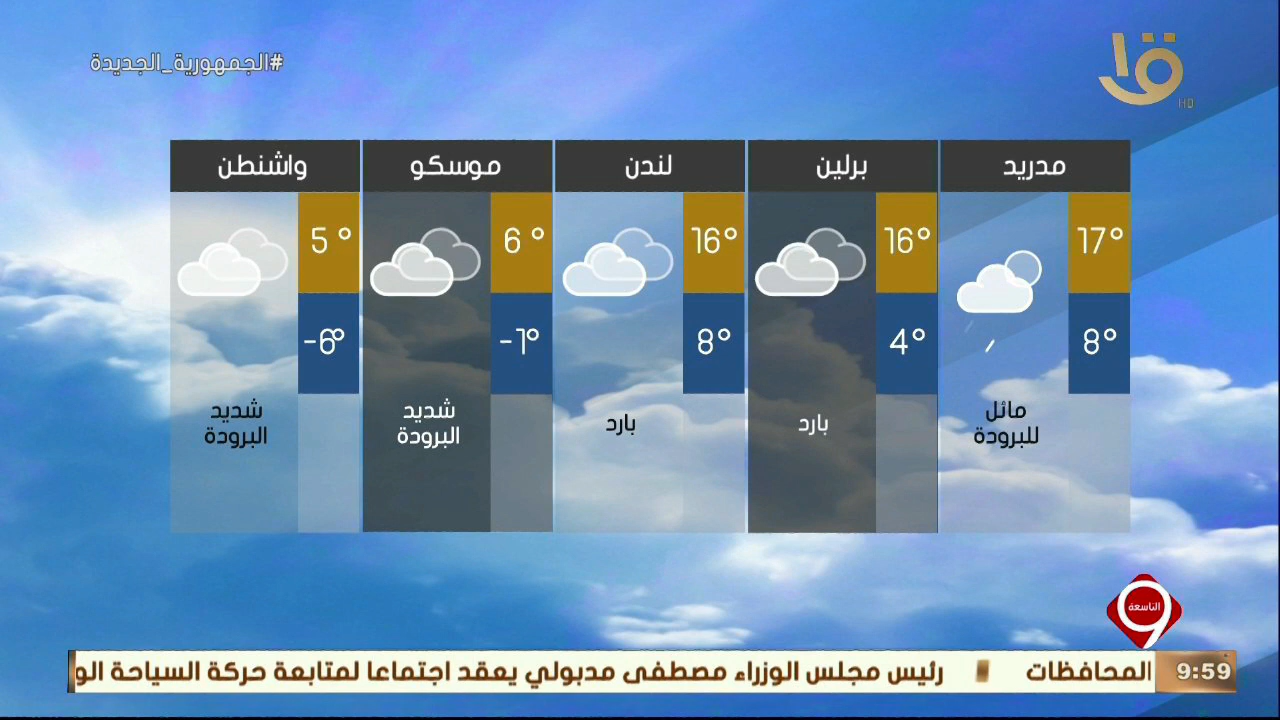 #الجمهورية_الجديدة
HD
مدريد
17°
8°
مائل
للبرودة
برلين
16°
4°
بارد
لندن
16°
8°
بارد
موسكو
6°
-1°
شديد
البرودة
واشنطن
5°
-6°
شديد
البرودة
التاسعة
9
9:59
المحافظات
رئيس مجلس الوزراء مصطفى مدبولي يعقد اجتماعا لمتابعة حركة السياحة الو